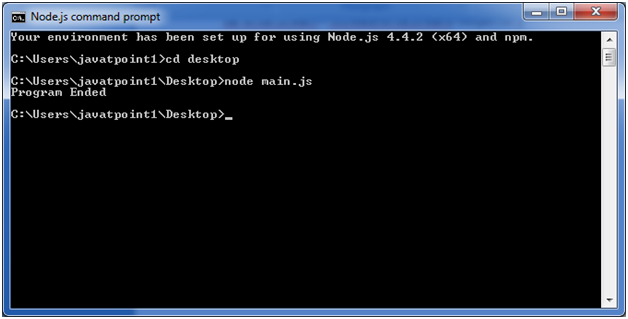 Node.js command prompt
Your environment has been set up for using Node.js 4.4.2 (x64) and npm.
C:\Users\javatpoint1>cd desktop
C:\Users\javatpoint1\Desktop>node main.js
Program Ended
C:\Users\javatpoint1\Desktop>_